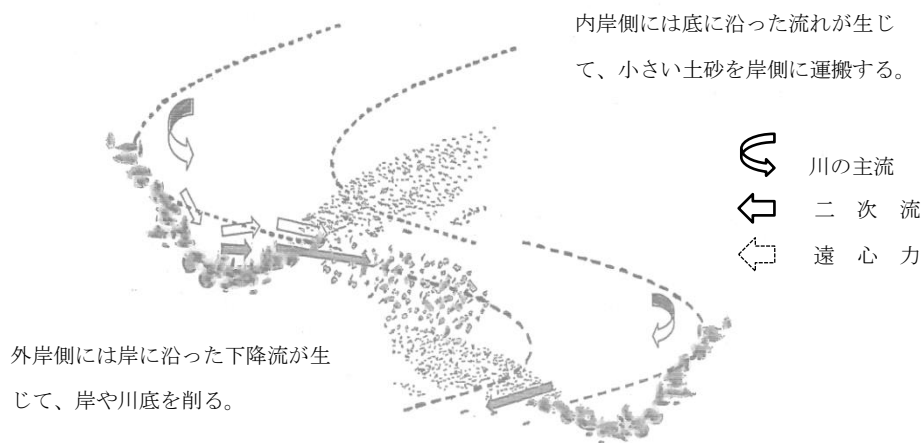 内岸側には底に沿った流れが生じ
て、小さい土砂を岸側に運搬する。
川の主流
二 次 流
遠 心 力
外岸側には岸に沿った下降流が生
じて、岸や川底を削る。